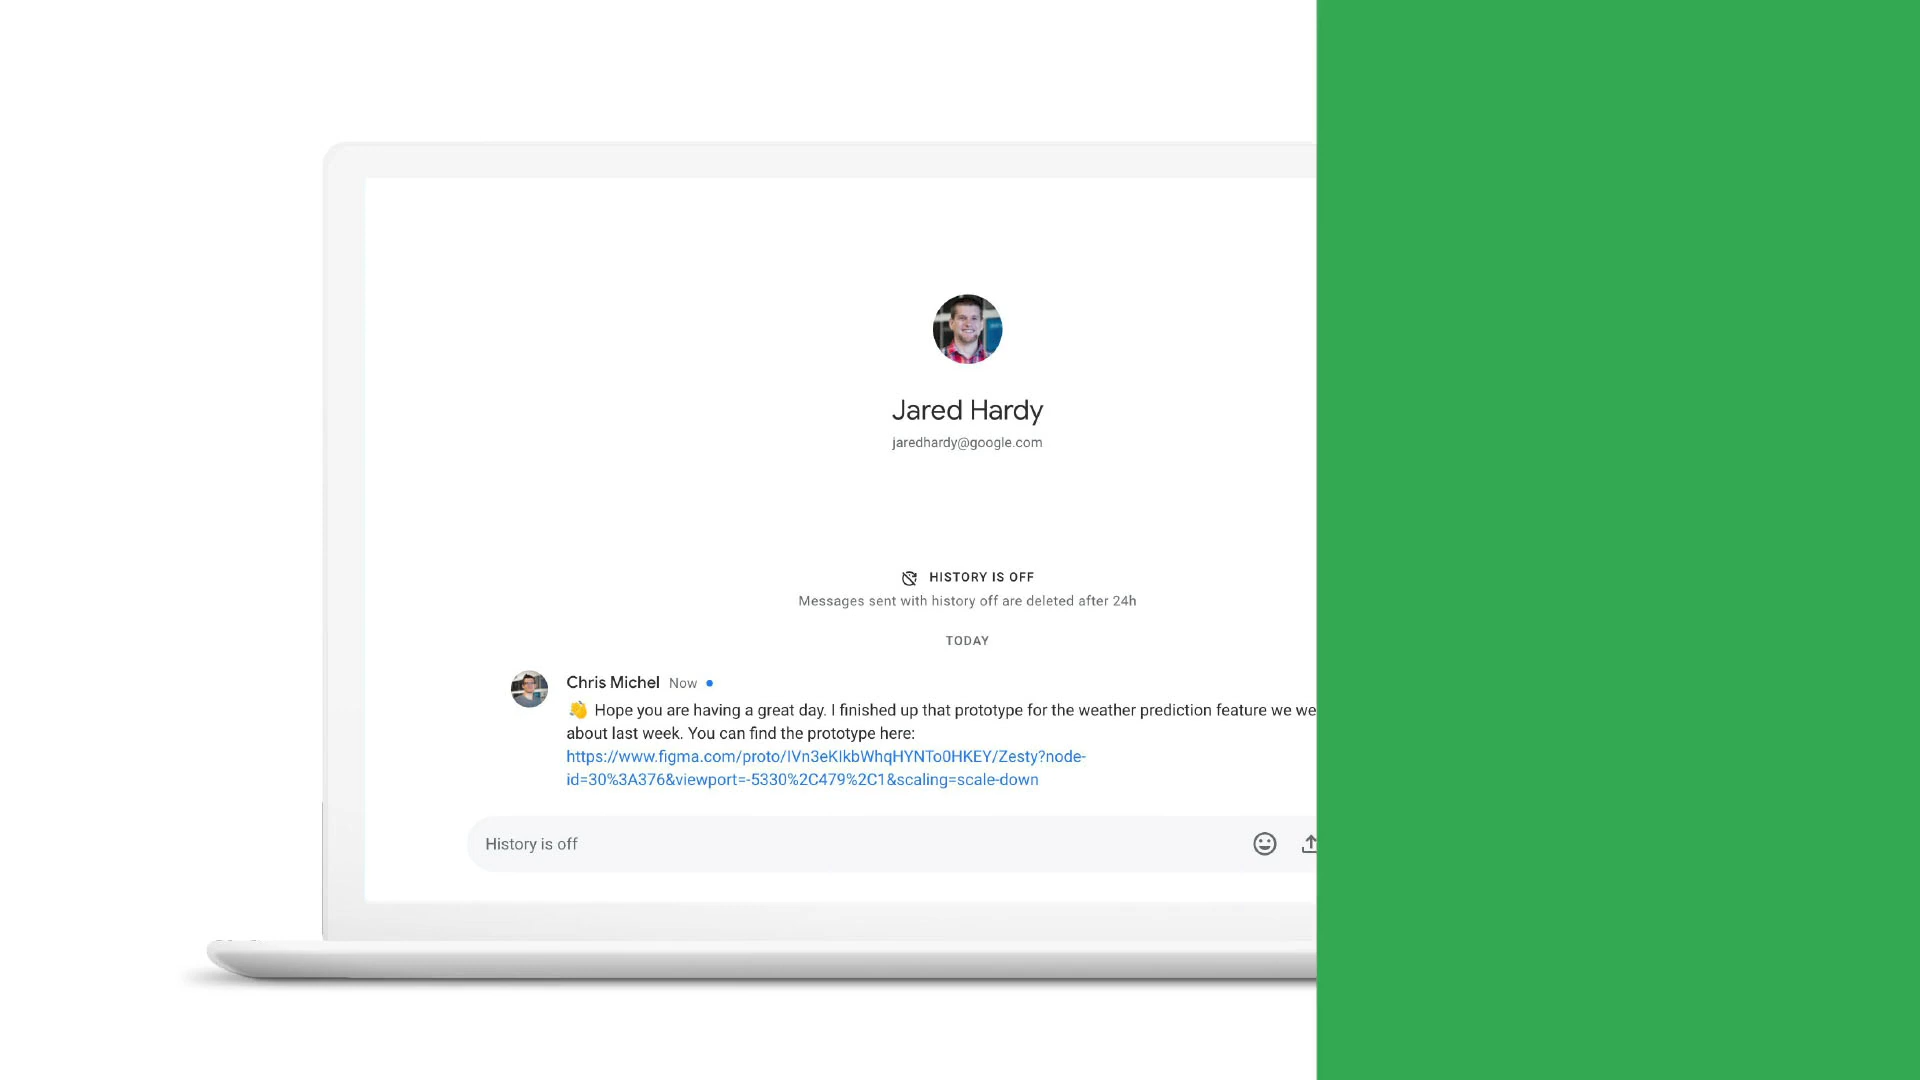 Jared Hardy
jaredhardy@google.com
HISTORY IS OFF
Messages sent with history off are deleted after 24h
TODAY
Chris Michel Now
👋 Hope you are having a great day. I finished up that prototype for the weather prediction feature we we
about last week. You can find the prototype here:
https://www.figma.com/proto/IVn3eKIkbWhqHYNTo0HKEY/Zesty?node-
id=30%3A376&viewport=-5330%2C479%2C1&scaling=scale-down
History is off